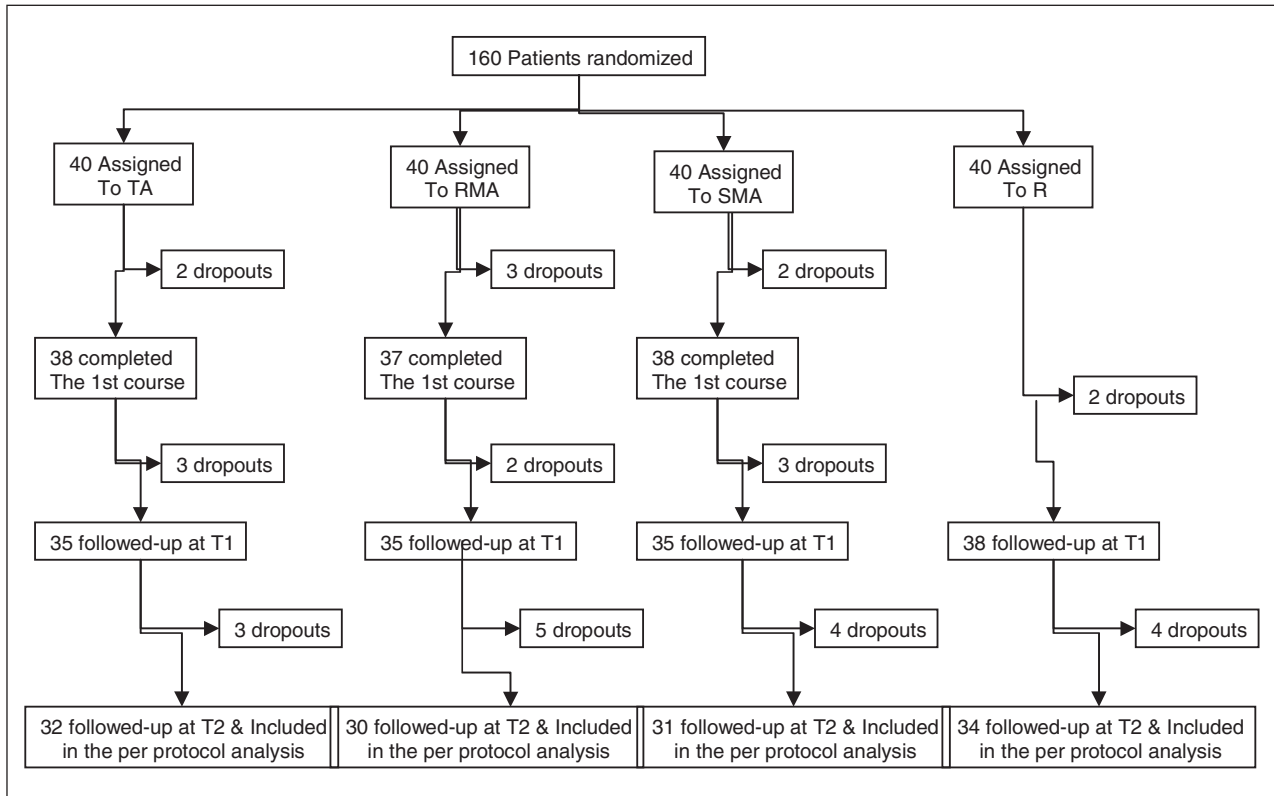 160 Patients randomized
40 Assigned
To TA
40 Assigned
To RMA
40 Assigned
To SMA
40 Assigned
To R
2 dropouts
3 dropouts
2 dropouts
38 completed
The 1st course
37 completed
The 1st course
38 completed
The 1st course
2 dropouts
3 dropouts
2 dropouts
3 dropouts
35 followed-up at T1
35 followed-up at T1
35 followed-up at T1
38 followed-up at T1
3 dropouts
5 dropouts
4 dropouts
4 dropouts
32 followed-up at T2 & Included
in the per protocol analysis
30 followed-up at T2 & Included
in the per protocol analysis
31 followed-up at T2 & Included
in the per protocol analysis
34 followed-up at T2 & Included
in the per protocol analysis